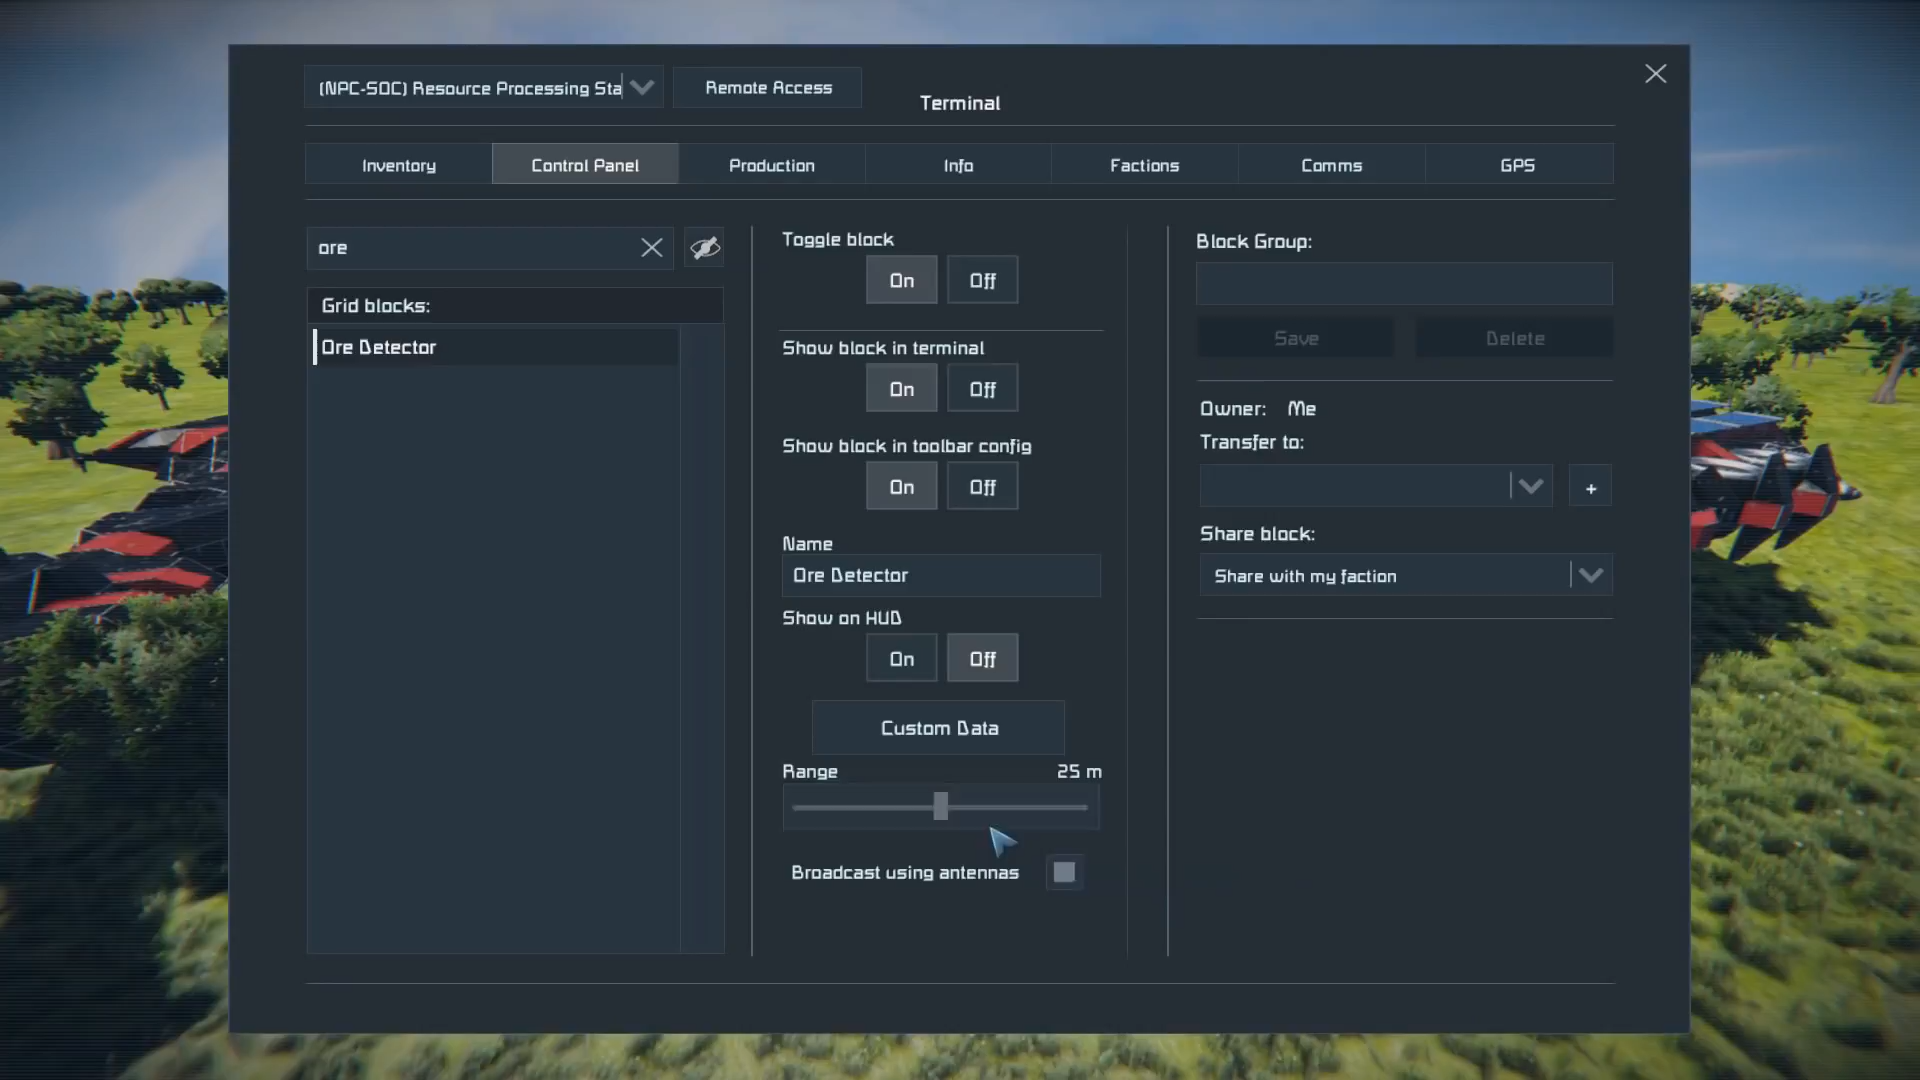 (NPC-SOC) Resource Processing Sta
Remote Access
Terminal
Inventory
Control Panel
Production
Info
Factions
Comms
GPS
ore
Grid blocks:
Ore Detector
Toggle block
On
Off
Show block in terminal
On
Off
Show block in toolbar config
On
Off
Name
Ore Detector
Show on HUD
On
Off
Custom Data
Range
25 m
Broadcast using antennas
Block Group:
Save
Delete
Owner: Me
Transfer to:
+
Share block:
Share with my faction